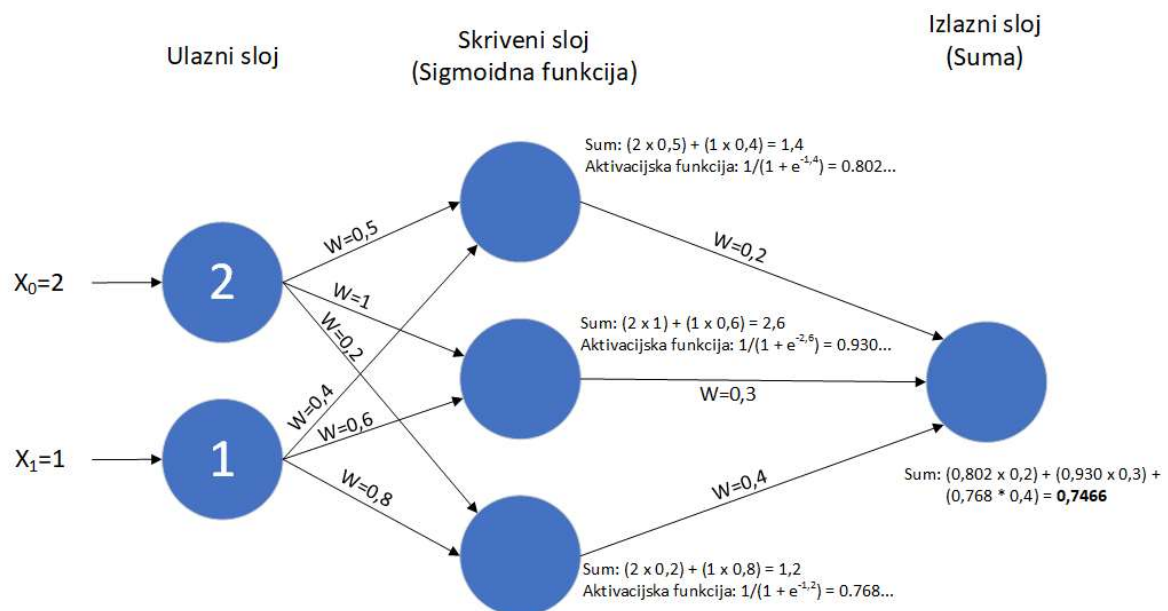 Ulazni sloj
Skriveni sloj
(Sigmoidna funkcija)
Izlazni sloj
(Suma)
Sum: (2 x 0,5) + (1 x 0,4) = 1,4
Aktivacijska funkcija: 1/(1 + e^-1,4) = 0.802...
W=0,5
W=0,2
X₀=2
2
W=1
W=0,2
Sum: (2 x 1) + (1 x 0,6) = 2,6
Aktivacijska funkcija: 1/(1 + e^-2,6) = 0.930...
W=0,3
W=0,4
W=0,6
X₁=1
1
W=0,8
W=0,4
Sum: (0,802 x 0,2) + (0,930 x 0,3) +
(0,768 * 0,4) = 0,7466
Sum: (2 x 0,2) + (1 x 0,8) = 1,2
Aktivacijska funkcija: 1/(1 + e^-1,2) = 0.768...